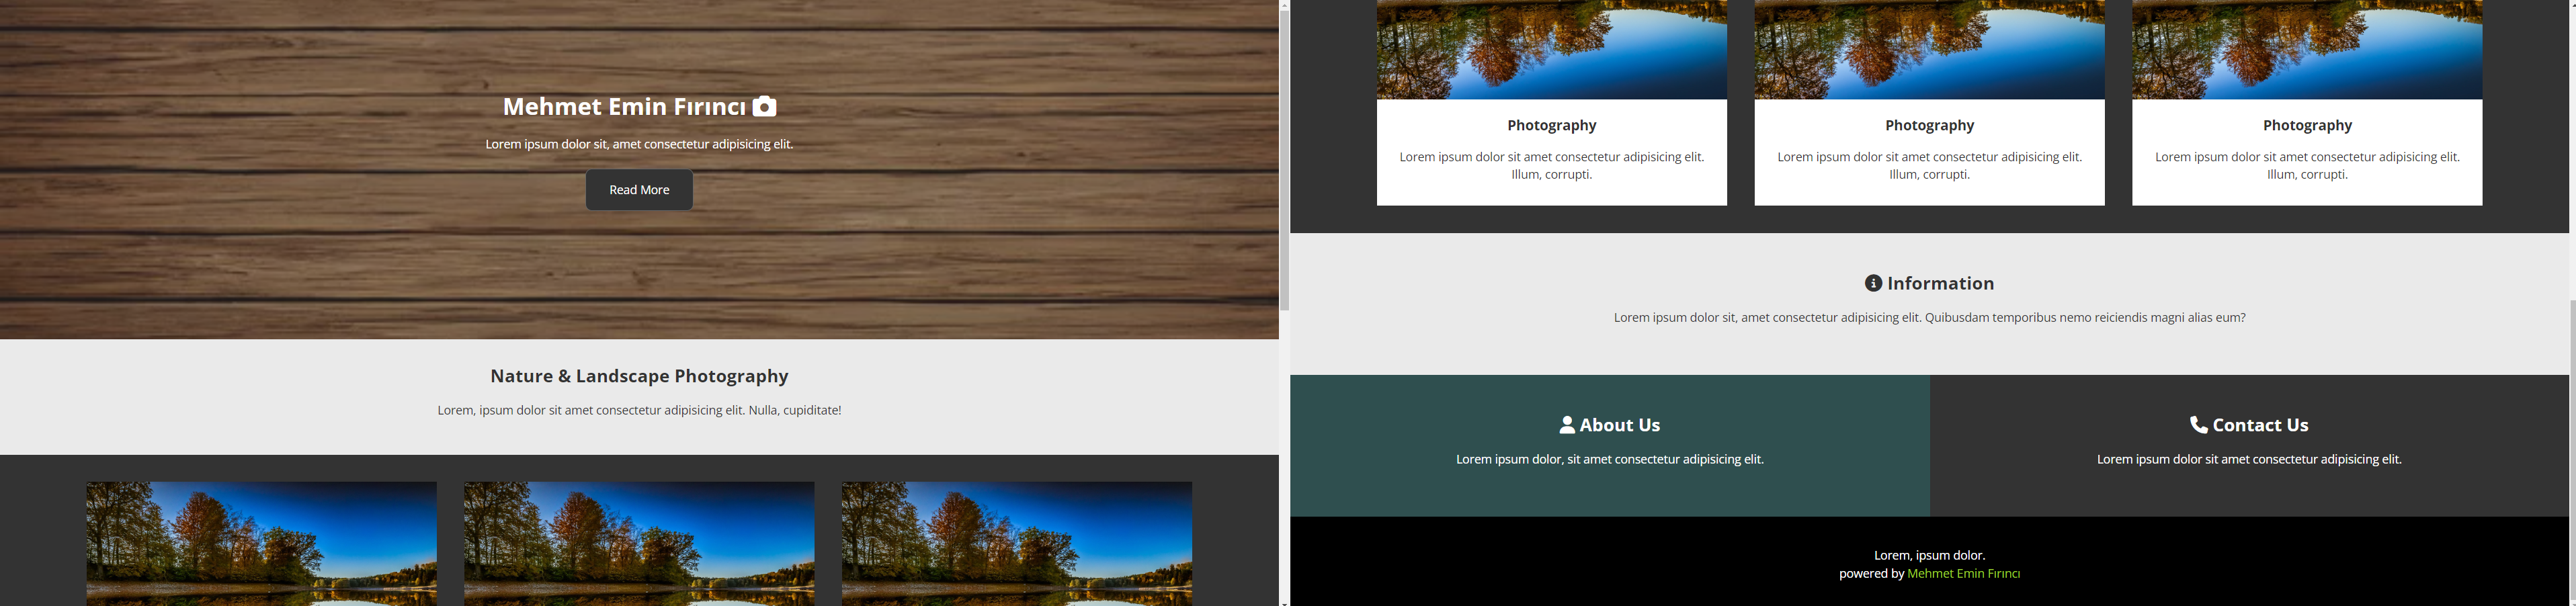 Mehmet Emin Fırıncı
Lorem ipsum dolor sit, amet consectetur adipisicing elit.
Read More
Nature & Landscape Photography
Lorem, ipsum dolor sit amet consectetur adipisicing elit. Nulla, cupiditate!
Photography
Lorem ipsum dolor sit amet consectetur adipisicing elit.
Illum, corrupti.
Photography
Lorem ipsum dolor sit amet consectetur adipisicing elit.
Illum, corrupti.
Photography
Lorem ipsum dolor sit amet consectetur adipisicing elit.
Illum, corrupti.
Information
Lorem ipsum dolor sit, amet consectetur adipisicing elit. Quibusdam temporibus nemo reiciendis magni alias eum?
About Us
Lorem ipsum dolor, sit amet consectetur adipisicing elit.
Contact Us
Lorem ipsum dolor sit amet consectetur adipisicing elit.
Lorem, ipsum dolor.
powered by Mehmet Emin Fırıncı